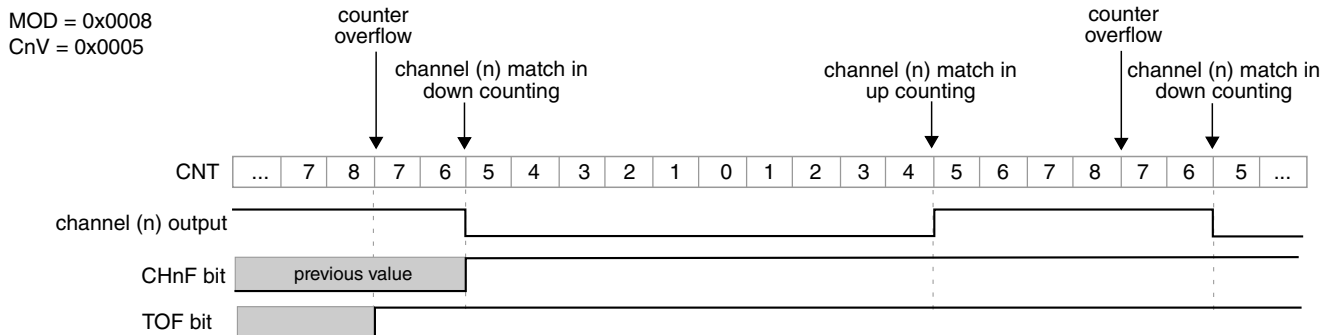 MOD = 0x0008
CnV = 0x0005
counter
overflow
channel (n) match in
down counting
channel (n) match in
up counting
counter
overflow
channel (n) match in
down counting
CNT ... 7 8 7 6 5 4 3 2 1 0 1 2 3 4 5 6 7 8 7 6 5 ...
channel (n) output
CHnF bit previous value
TOF bit